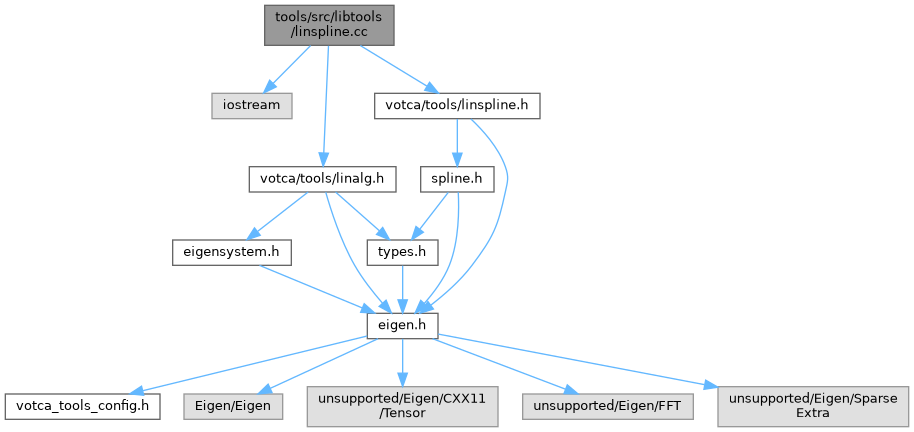 tools/src/libtools
/linspline.cc
iostream
votca/tools/linspline.h
votca/tools/linalg.h
spline.h
eigensystem.h
types.h
eigen.h
votca_tools_config.h
Eigen/Eigen
unsupported/Eigen/CXX11
/Tensor
unsupported/Eigen/FFT
unsupported/Eigen/Sparse
Extra